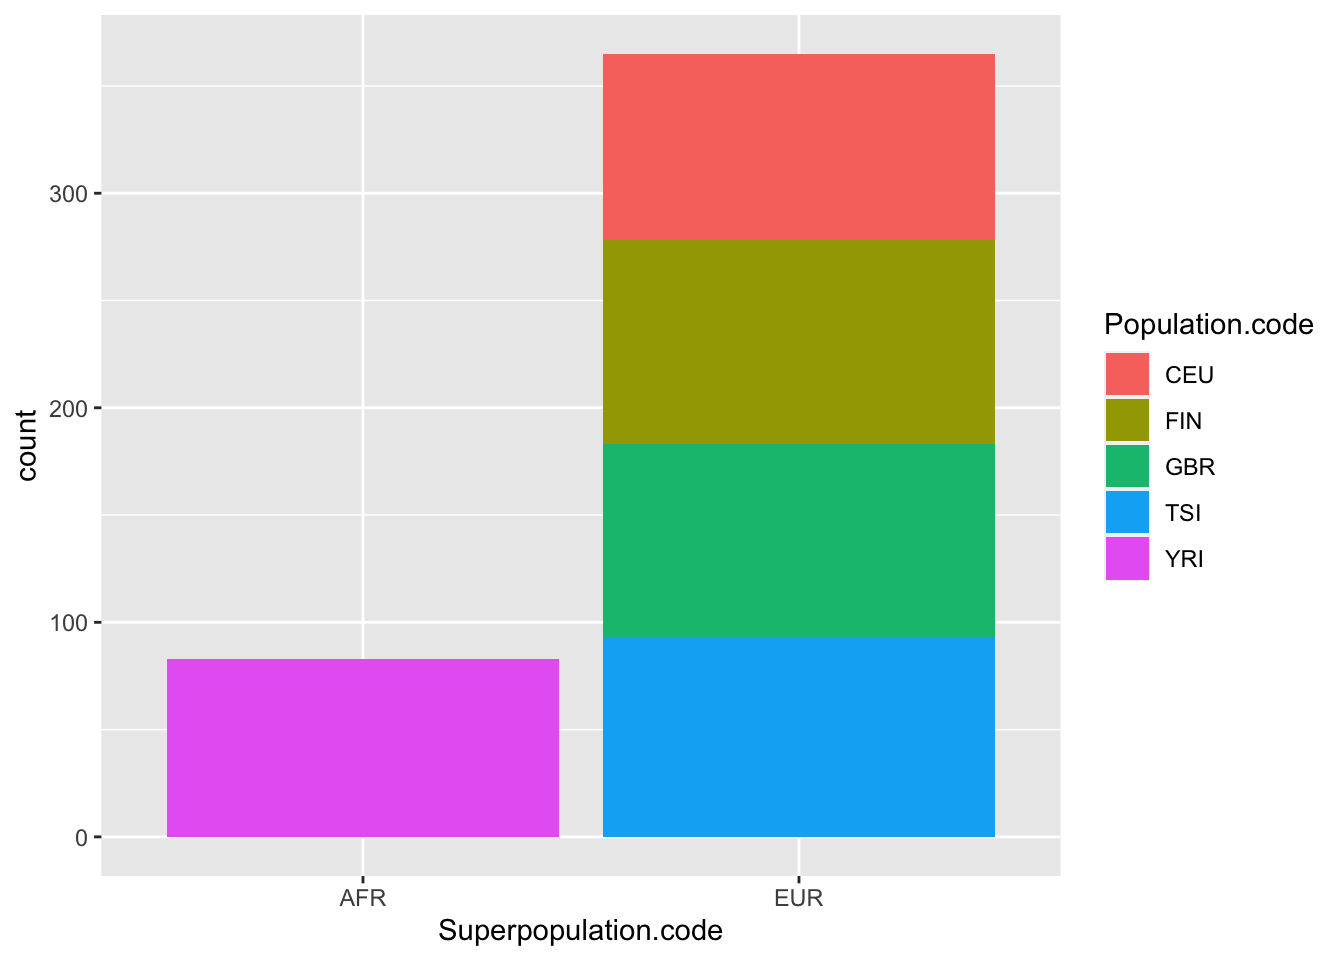 count
300
200
100
0
AFR
EUR
Superpopulation.code
Population.code
CEU
FIN
GBR
TSI
YRI